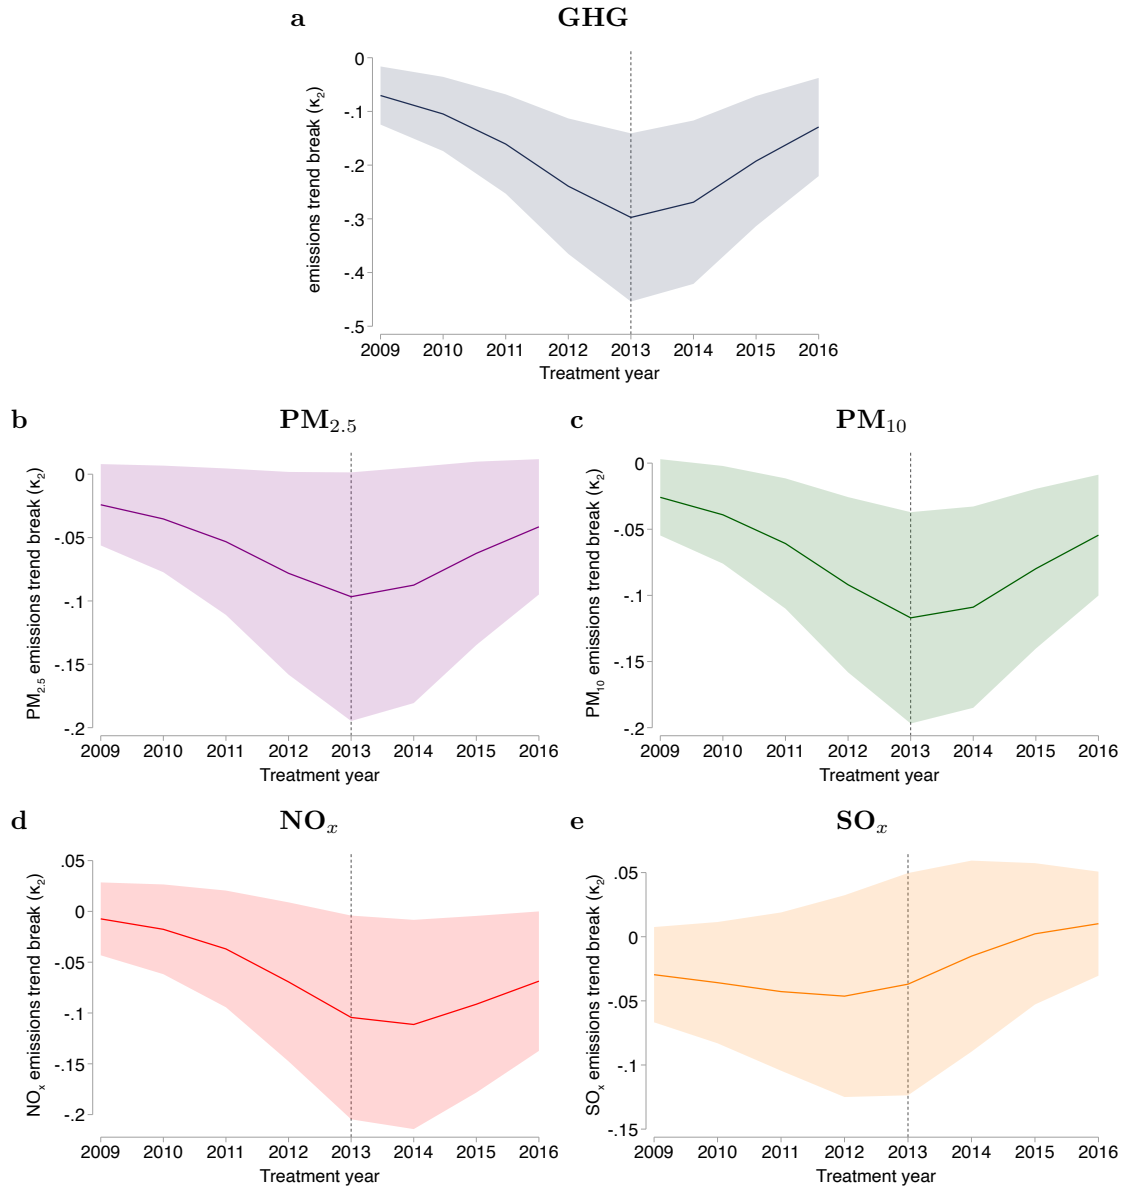 a GHG
emissions trend break (κ₂)
0
-.1
-.2
-.3
-.4
-.5
2009 2010 2011 2012 2013 2014 2015 2016
Treatment year
b PM₂.₅
PM₂.₅ emissions trend break (κ₂)
0
-.05
-.1
-.15
-.2
2009 2010 2011 2012 2013 2014 2015 2016
Treatment year
c PM₁₀
PM₁₀ emissions trend break (κ₂)
0
-.05
-.1
-.15
-.2
2009 2010 2011 2012 2013 2014 2015 2016
Treatment year
d NOₓ
NOₓ emissions trend break (κ₂)
.05
0
-.05
-.1
-.15
-.2
2009 2010 2011 2012 2013 2014 2015 2016
Treatment year
e SOₓ
SOₓ emissions trend break (κ₂)
.05
0
-.05
-.1
-.15
2009 2010 2011 2012 2013 2014 2015 2016
Treatment year